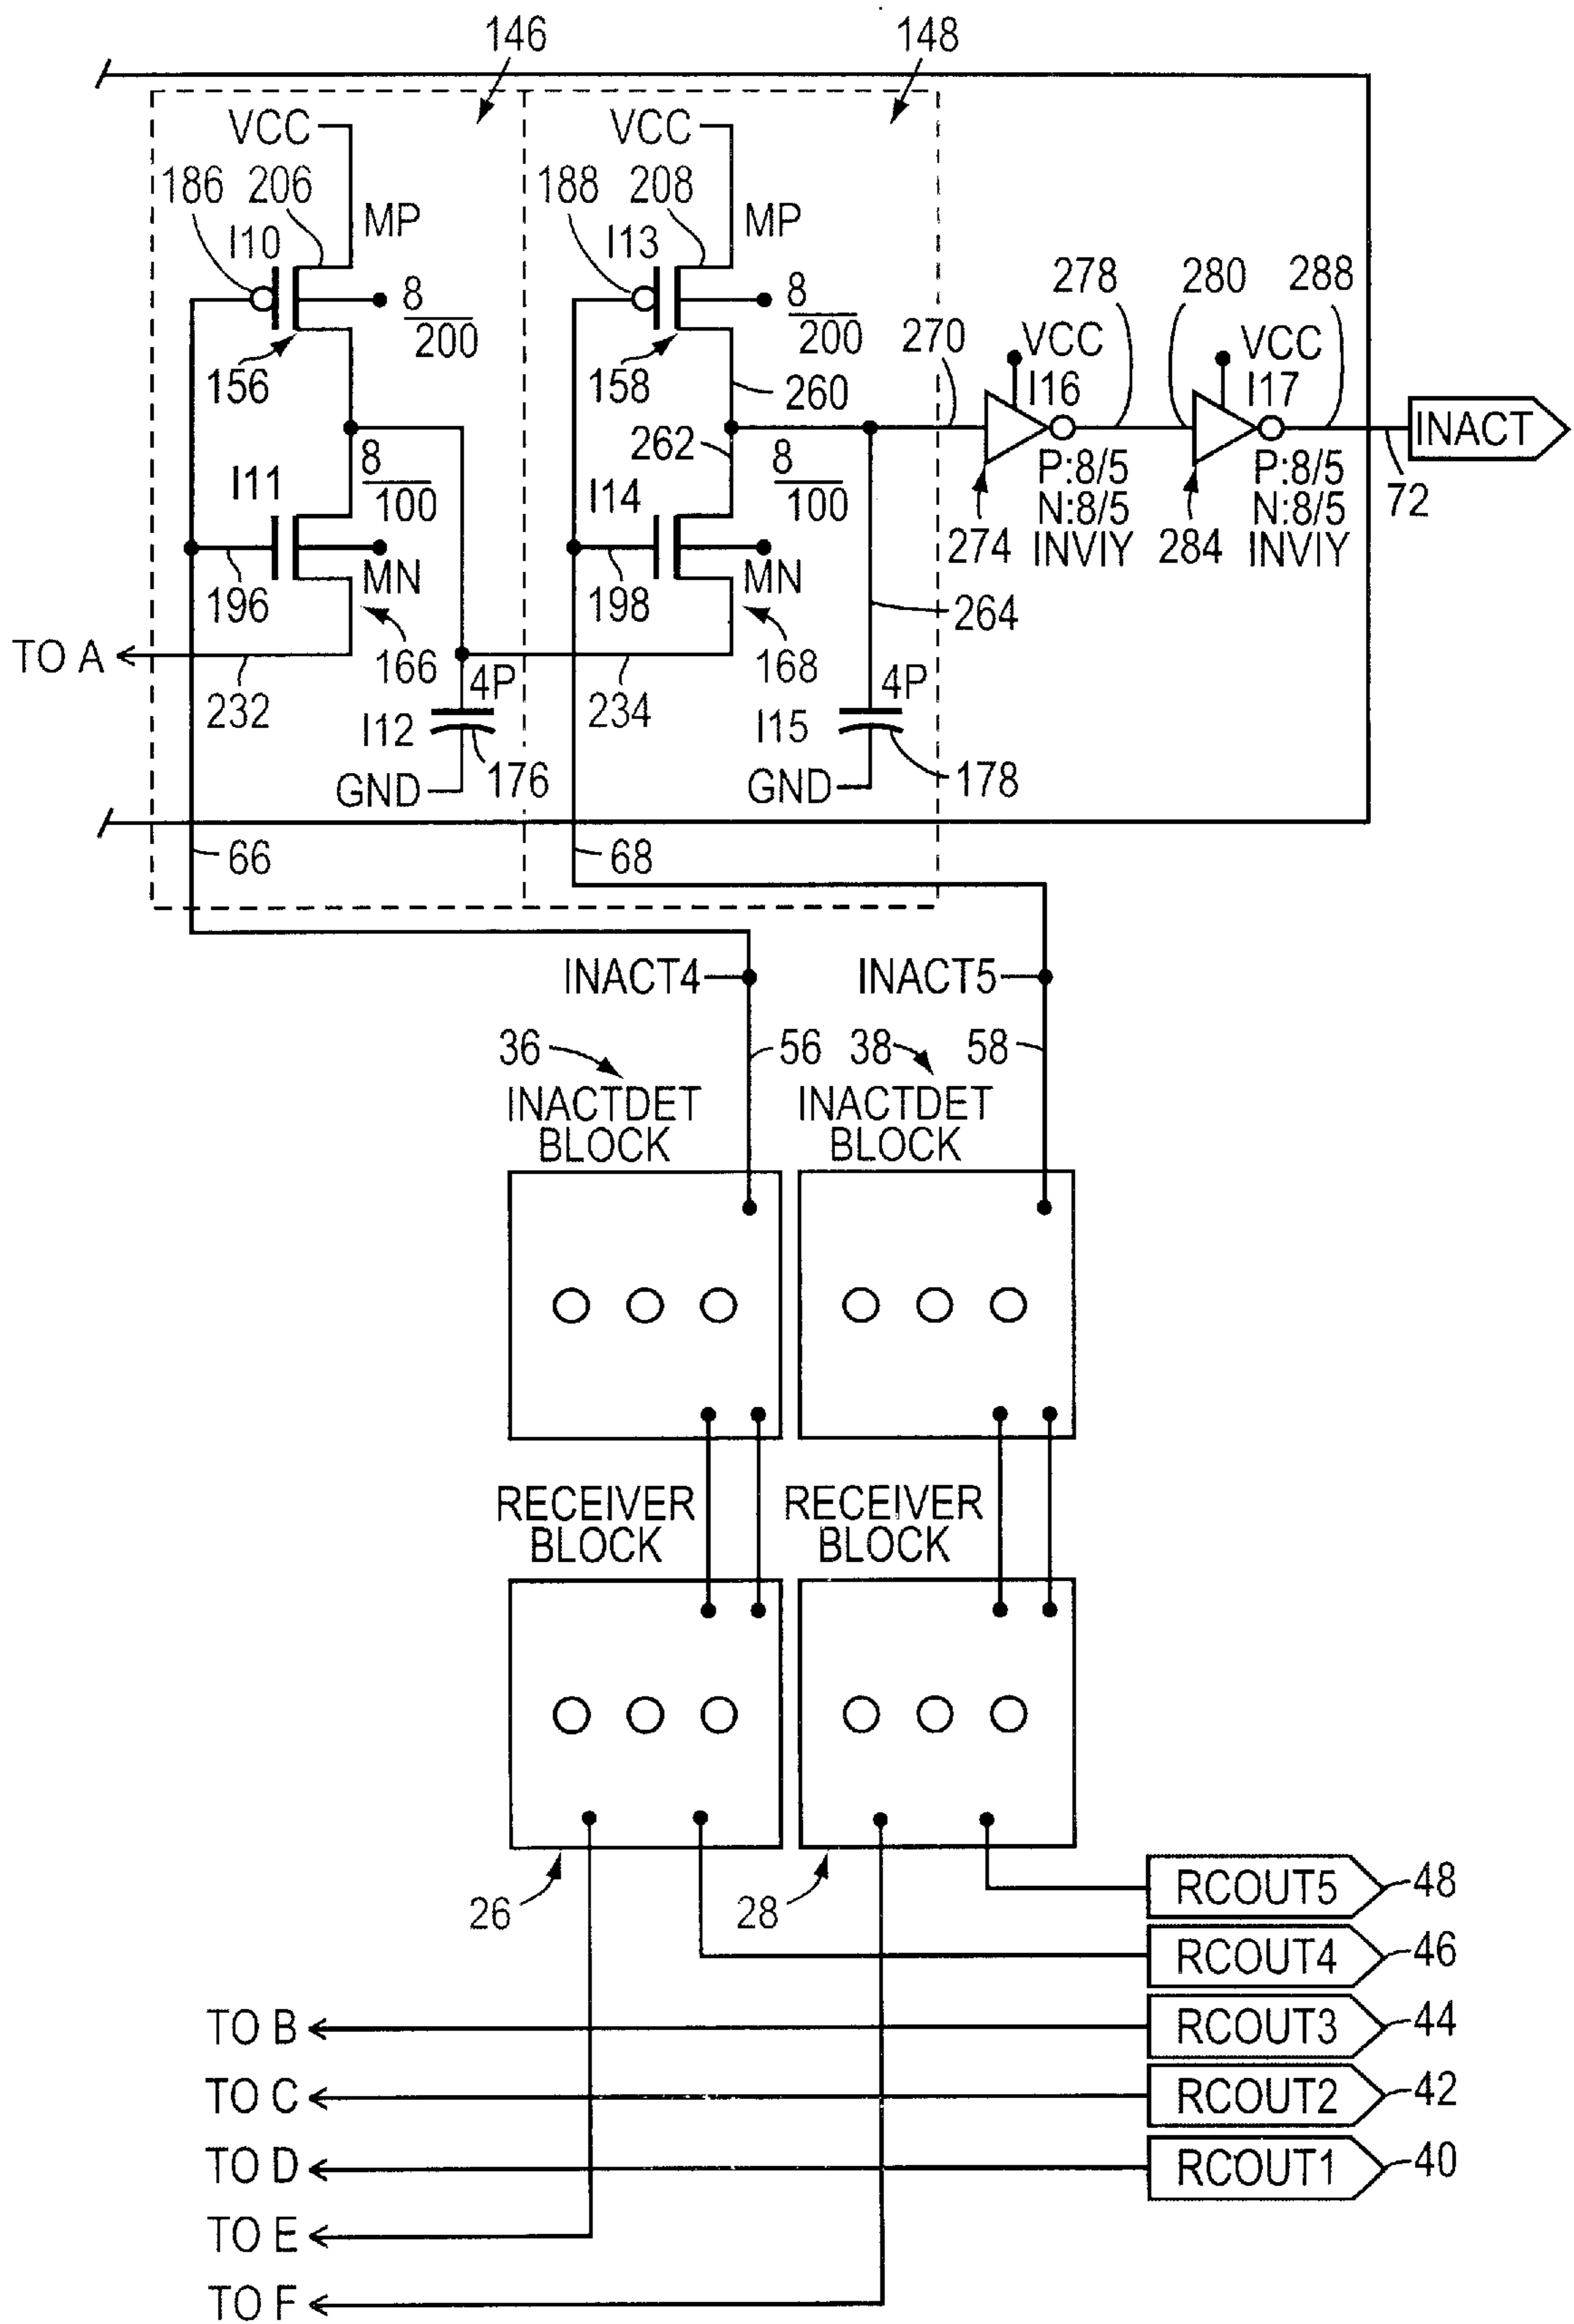 146
148
VCC
VCC
186
206
MP
188
208
MP
I10
I13
8
200
8
200
270
278
280
288
VCC
VCC
156
158
260
I16
I17
INACT
8
100
262
8
100
I11
I14
P:8/5
P:8/5
N:8/5
N:8/5
72
274
INVIY
284
INVIY
MN
MN
196
198
264
TO A
166
168
232
4P
234
4P
I12
I15
176
178
GND
GND
66
68
INACT4
INACT5
36
56
38
58
INACTDET
BLOCK
INACTDET
BLOCK
RECEIVER
BLOCK
RECEIVER
BLOCK
26
28
RCOUT5
48
RCOUT4
46
TO B
RCOUT3
44
TO C
RCOUT2
42
TO D
RCOUT1
40
TO E
TO F